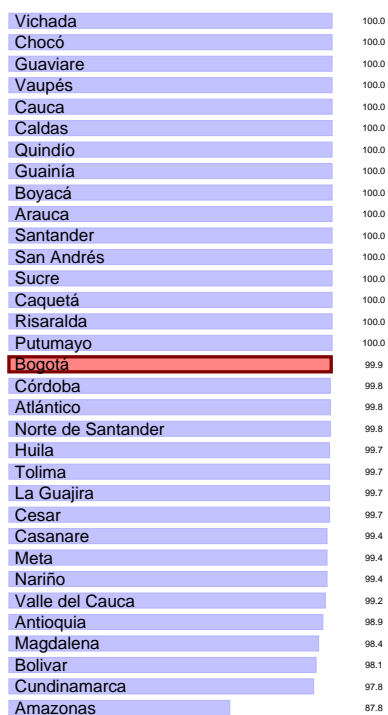 Vichada 100.0
Chocó 100.0
Guaviare 100.0
Vaupés 100.0
Cauca 100.0
Caldas 100.0
Quindío 100.0
Guainía 100.0
Boyacá 100.0
Arauca 100.0
Santander 100.0
San Andrés 100.0
Sucre 100.0
Caquetá 100.0
Risaralda 100.0
Putumayo 100.0
Bogotá 99.9
Córdoba 99.8
Atlántico 99.8
Norte de Santander 99.8
Huila 99.7
Tolima 99.7
La Guajira 99.7
Cesar 99.7
Casanare 99.4
Meta 99.4
Nariño 99.4
Valle del Cauca 99.2
Antioquia 98.9
Magdalena 98.4
Bolivar 98.1
Cundinamarca 97.8
Amazonas 87.8